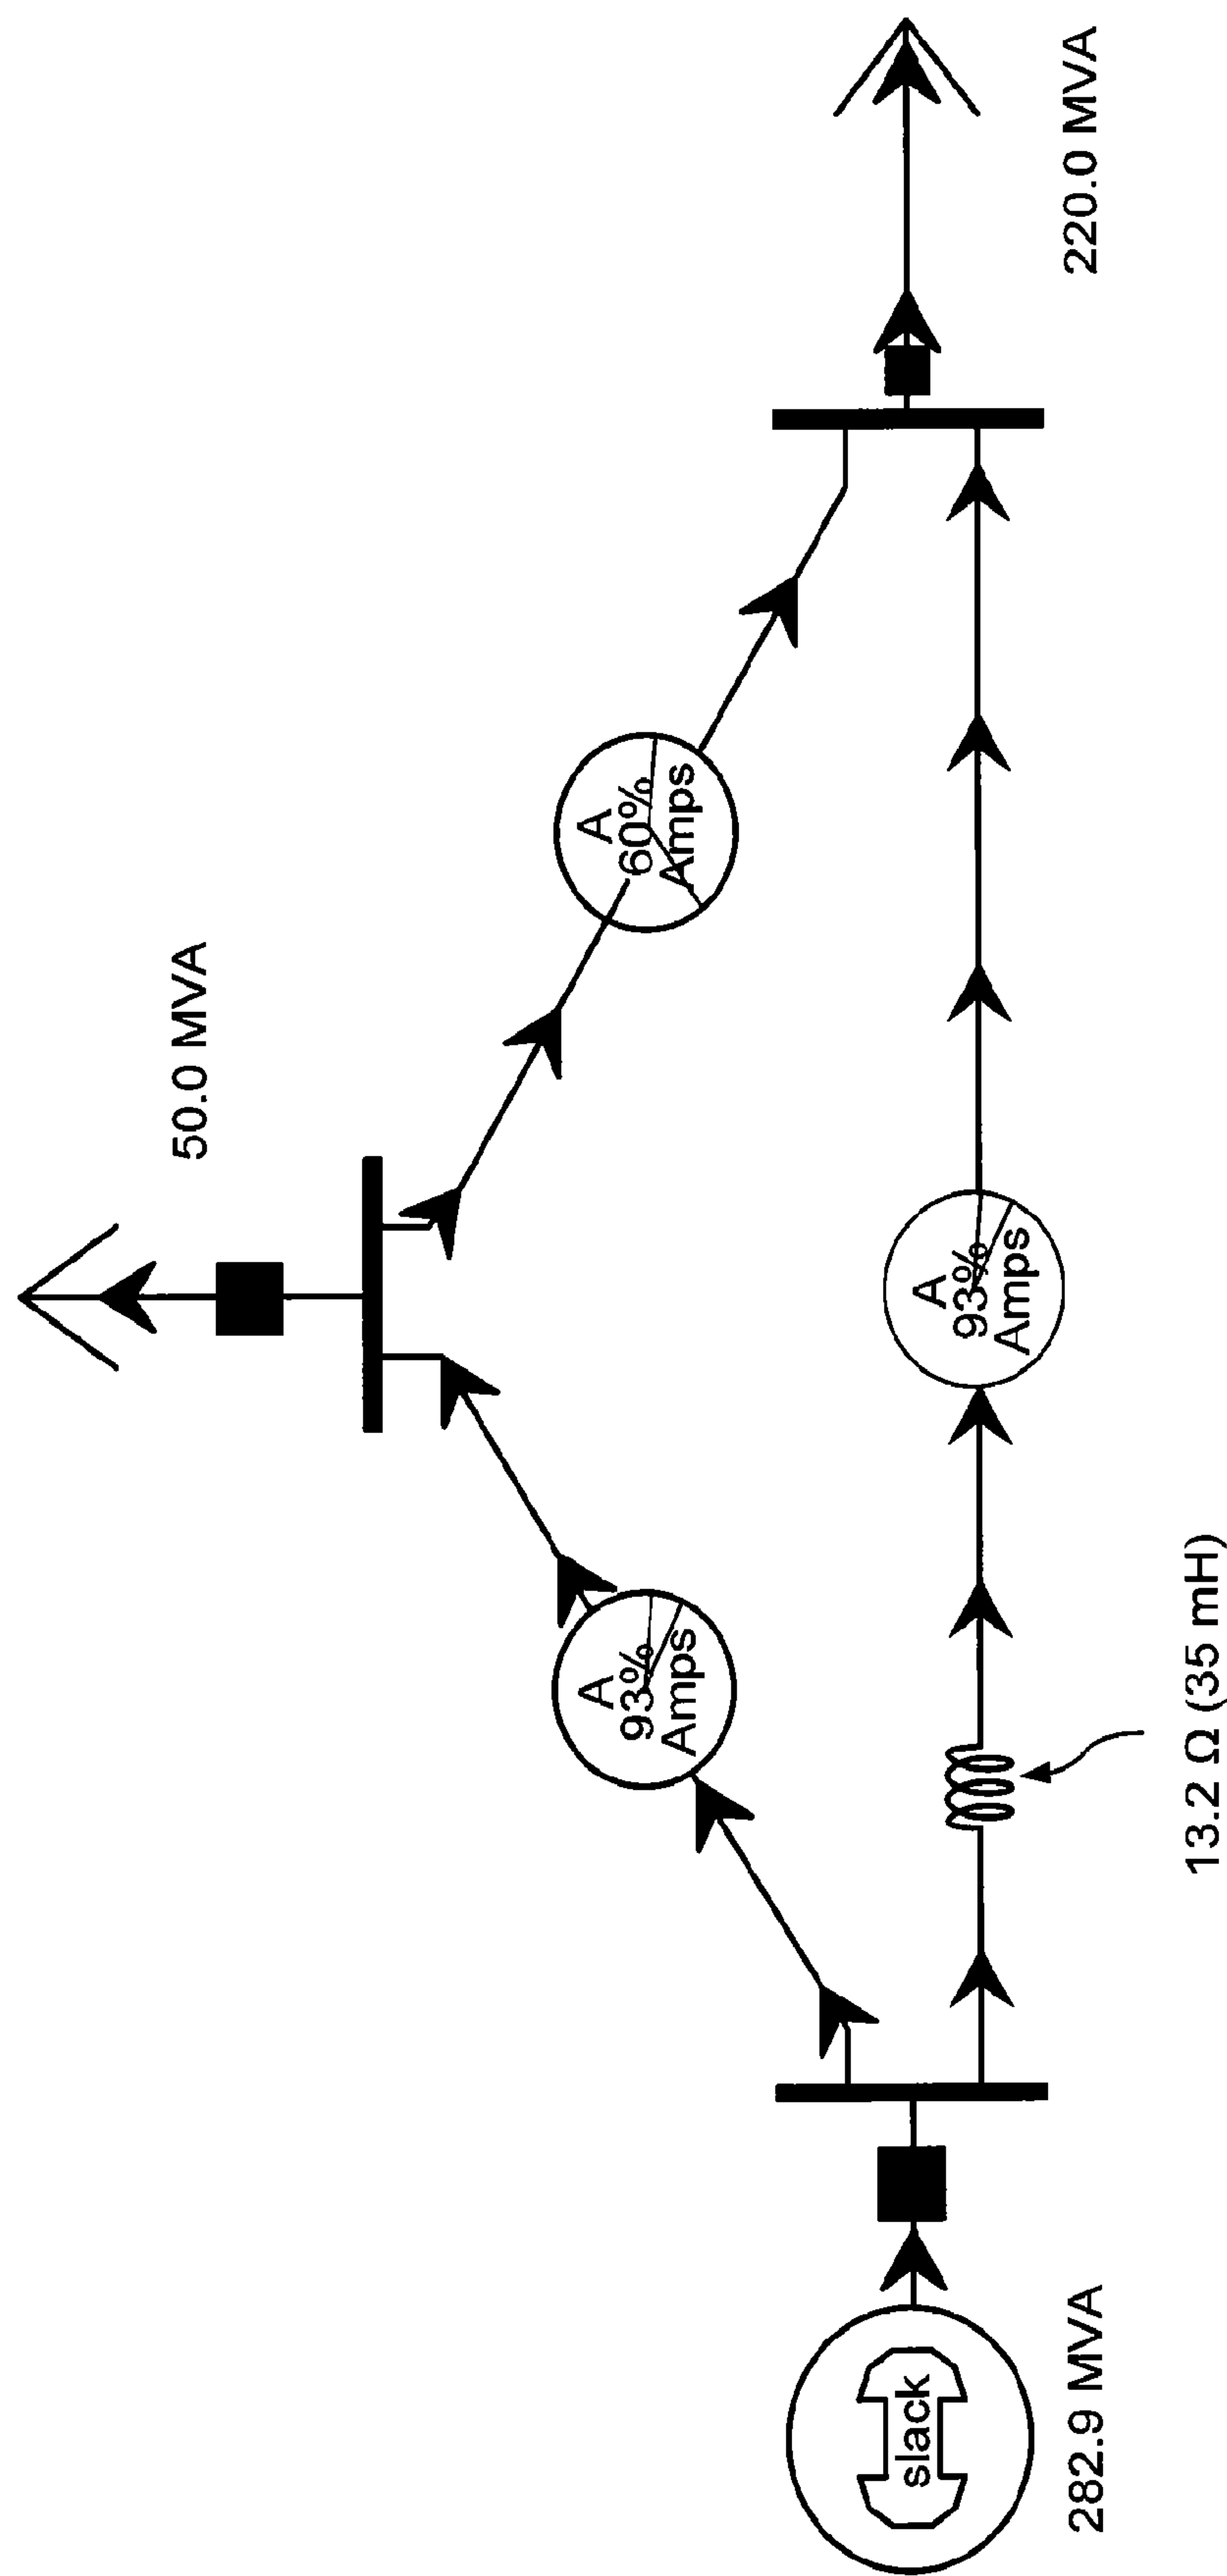 50.0 MVA
A
93%
Amps
A
60%
Amps
slack
282.9 MVA
13.2 Ω (35 mH)
A
93%
Amps
220.0 MVA